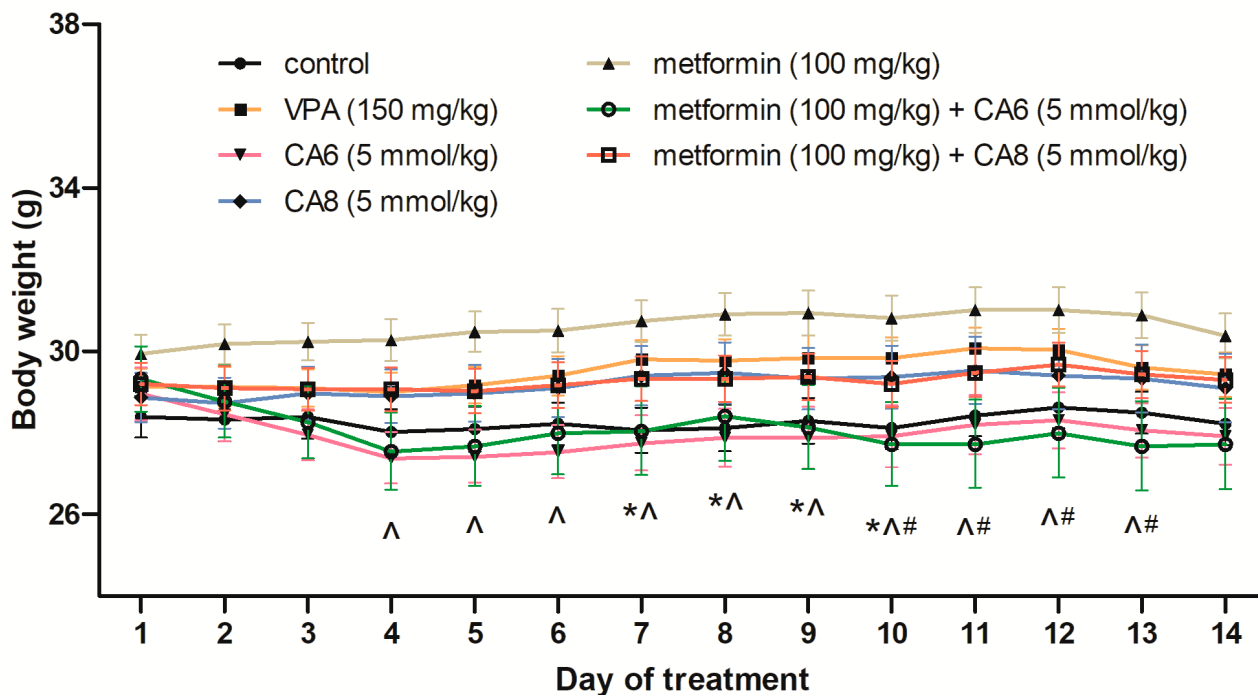 38
34
30
26
Body weight (g)
control
VPA (150 mg/kg)
CA6 (5 mmol/kg)
CA8 (5 mmol/kg)
metformin (100 mg/kg)
metformin (100 mg/kg) + CA6 (5 mmol/kg)
metformin (100 mg/kg) + CA8 (5 mmol/kg)
^ ^ ^ *^ *^ *^ *^# ^# ^# ^#
1 2 3 4 5 6 7 8 9 10 11 12 13 14
Day of treatment